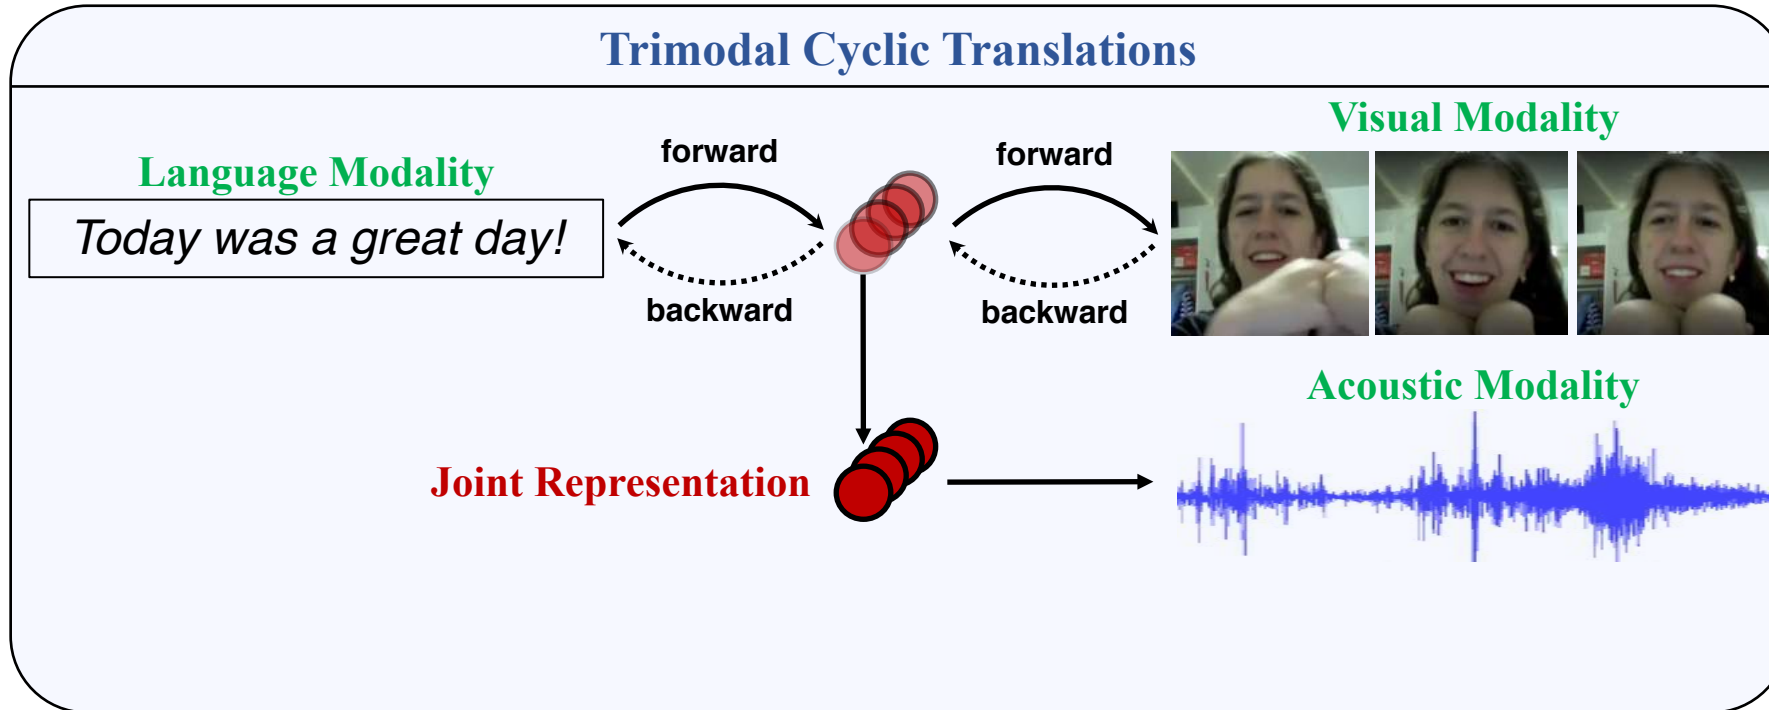 Trimodal Cyclic Translations
Visual Modality
forward
forward
Language Modality
Today was a great day!
backward
backward
Acoustic Modality
Joint Representation